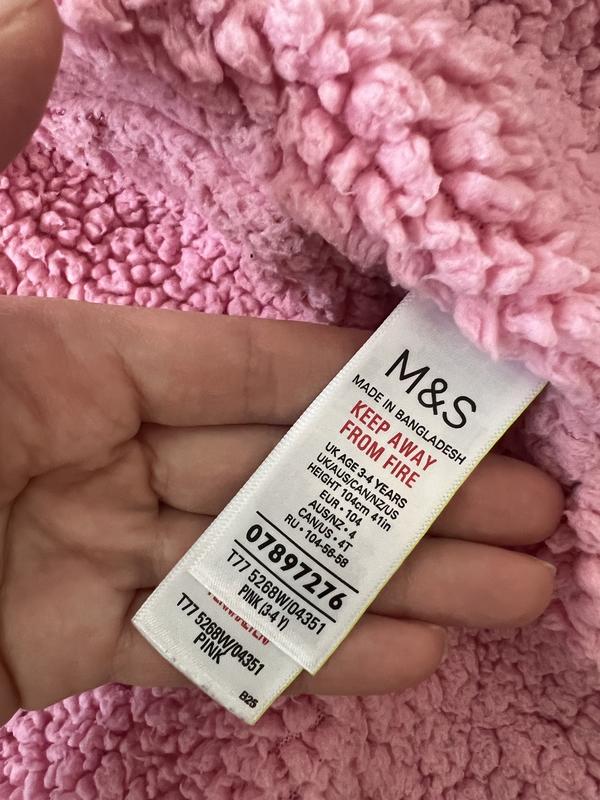 M&S
MADE IN BANGLADESH
KEEP AWAY
FROM FIRE
UK AGE 3-4 YEARS
UK/AUS/CAN/NZ/US
HEIGHT 104cm 41in
EUR • 104
AUS/NZ • 4
CAN/US • 4T
RU • 104-56-58
07897276
T77 5268W/04351
PINK (3-4 Y)
T77 5268W/04351
PINK
B25